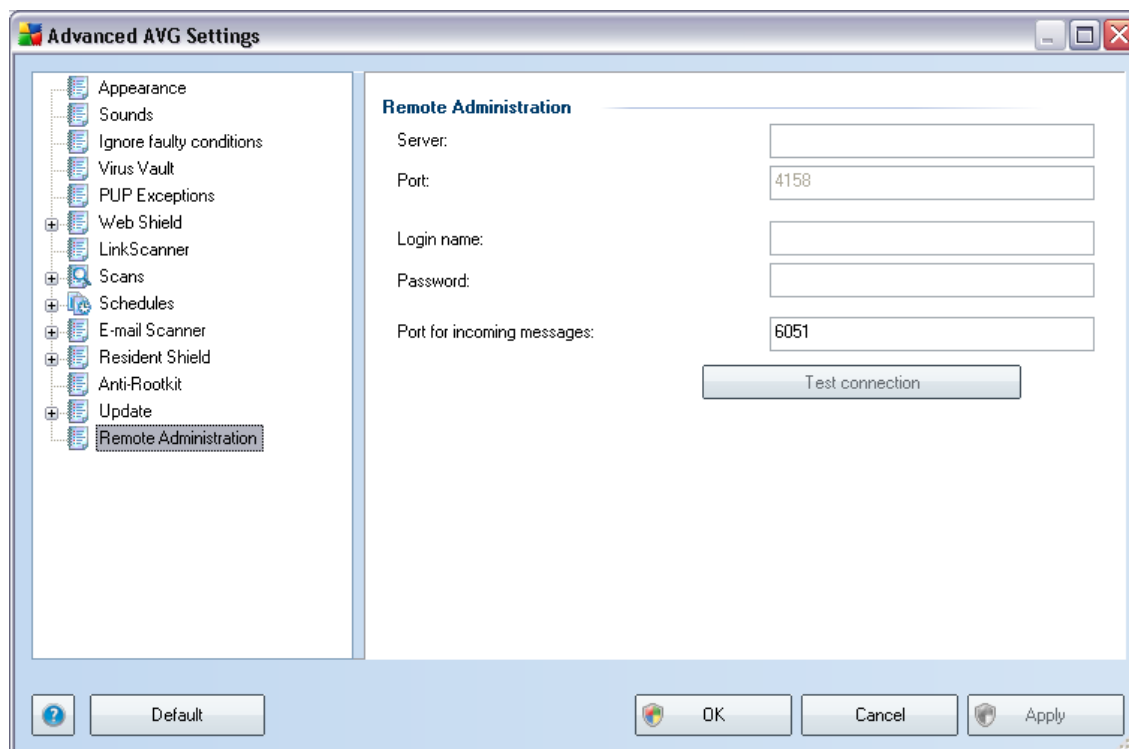 Advanced AVG Settings
Appearance
Sounds
Ignore faulty conditions
Virus Vault
PUP Exceptions
Web Shield
LinkScanner
Scans
Schedules
E-mail Scanner
Resident Shield
Anti-Rootkit
Update
Remote Administration
Remote Administration
Server:
Port: 4158
Login name:
Password:
Port for incoming messages: 6051
Test connection
? Default OK Cancel Apply